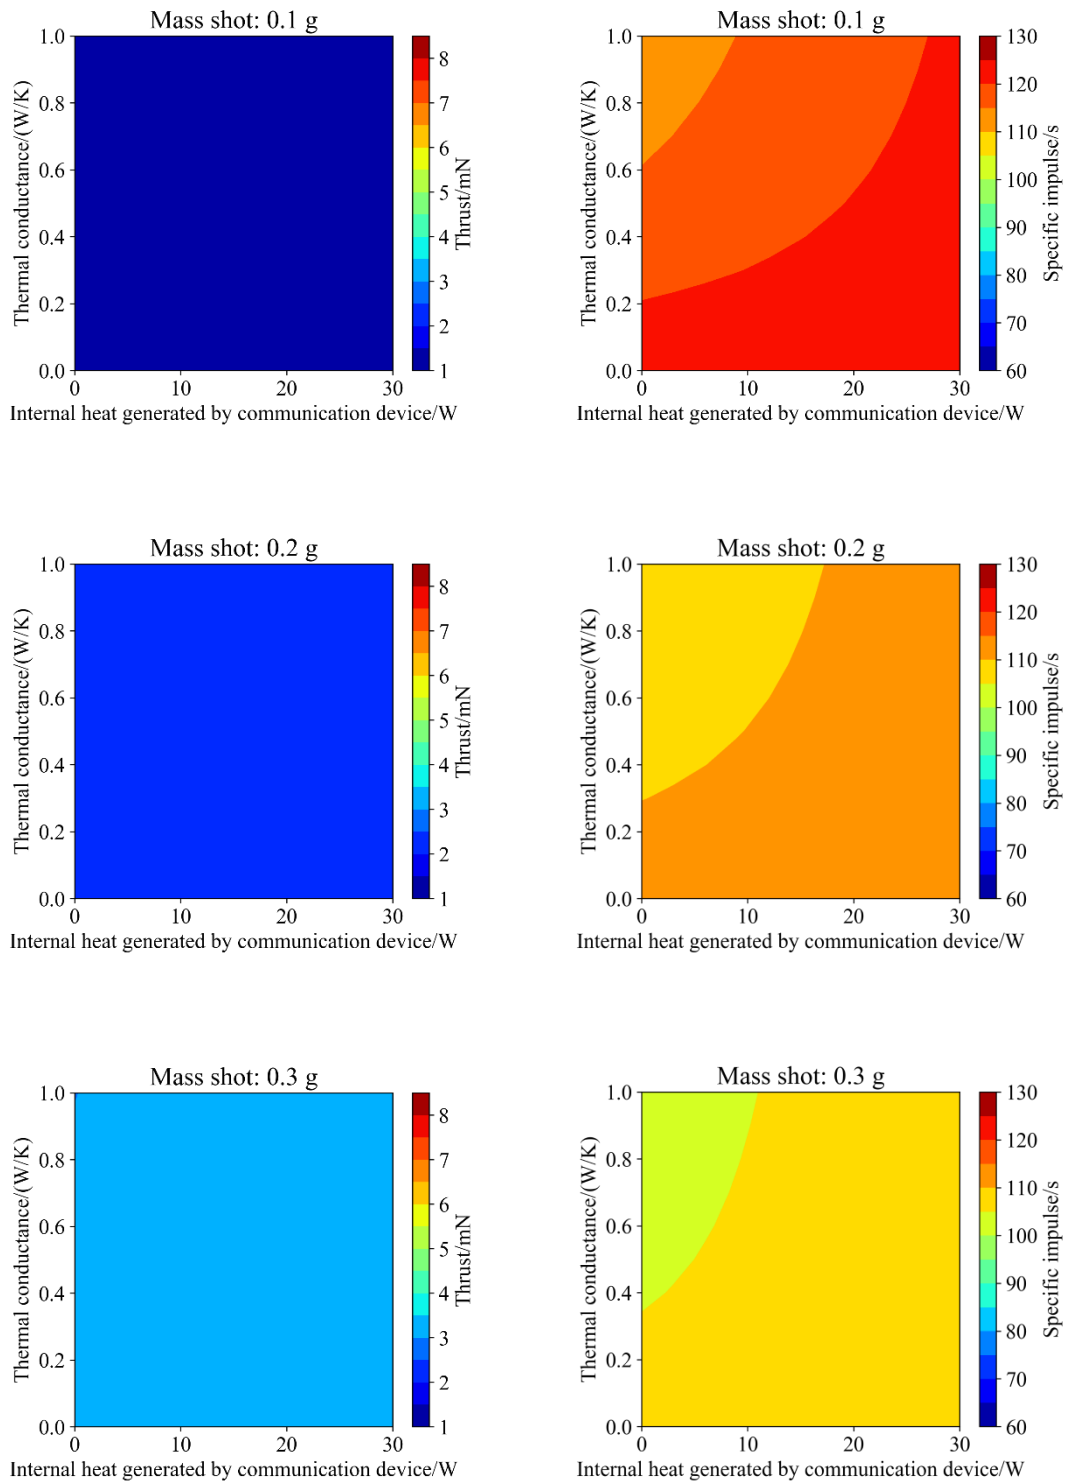 Mass shot: 0.1 g
1.0
0.8
0.6
0.4
0.2
0.0
Thermal conductance/(W/K)
0 10 20 30
Internal heat generated by communication device/W
8
7
6
5
4
3
2
1
Thrust/mN
Mass shot: 0.1 g
1.0
0.8
0.6
0.4
0.2
0.0
Thermal conductance/(W/K)
0 10 20 30
Internal heat generated by communication device/W
130
120
110
100
90
80
70
60
Specific impulse/s
Mass shot: 0.2 g
1.0
0.8
0.6
0.4
0.2
0.0
Thermal conductance/(W/K)
0 10 20 30
Internal heat generated by communication device/W
8
7
6
5
4
3
2
1
Thrust/mN
Mass shot: 0.2 g
1.0
0.8
0.6
0.4
0.2
0.0
Thermal conductance/(W/K)
0 10 20 30
Internal heat generated by communication device/W
130
120
110
100
90
80
70
60
Specific impulse/s
Mass shot: 0.3 g
1.0
0.8
0.6
0.4
0.2
0.0
Thermal conductance/(W/K)
0 10 20 30
Internal heat generated by communication device/W
8
7
6
5
4
3
2
1
Thrust/mN
Mass shot: 0.3 g
1.0
0.8
0.6
0.4
0.2
0.0
Thermal conductance/(W/K)
0 10 20 30
Internal heat generated by communication device/W
130
120
110
100
90
80
70
60
Specific impulse/s